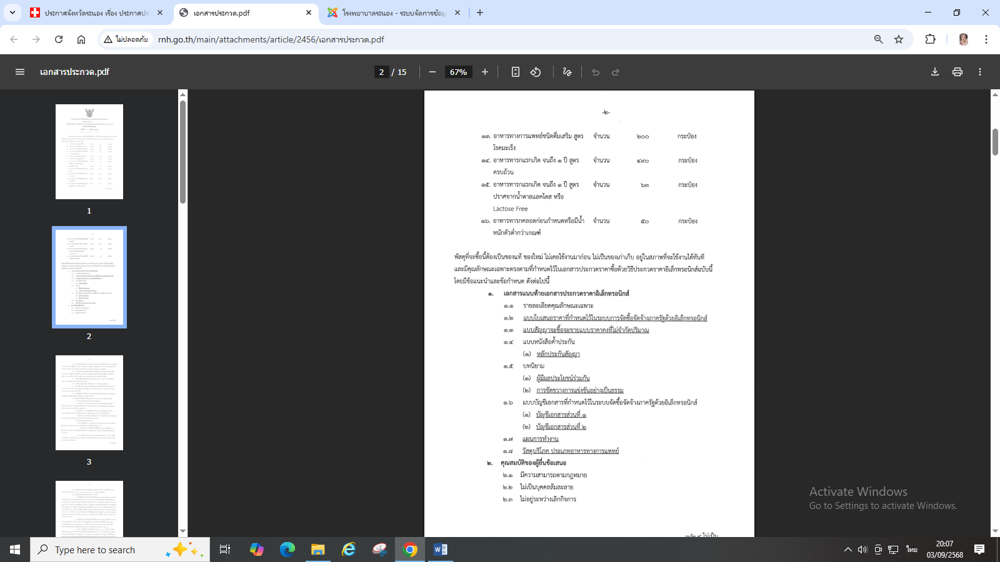 ประกาศจังหวัดระนอง เรื่อง ประกาศปร
เอกสารประกวด.pdf
โรงพยาบาลระนอง - ระบบจัดการข้อมู
ไม่ปลอดภัย
rnh.go.th/main/attachments/article/2456/เอกสารประกวด.pdf
เอกสารประกวด.pdf
2 / 15
67%
1
2
3
-๒-
๑๓. อาหารทางการแพทย์ชนิดดื่มเสริม สูตร จำนวน ๒๐๐ กระป๋อง
โรคมะเร็ง
๑๔. อาหารทารกแรกเกิด จนถึง ๑ ปี สูตร จำนวน ๔๙๐ กระป๋อง
ครบถ้วน
๑๕. อาหารทารกแรกเกิด จนถึง ๑ ปี สูตร จำนวน ๖๓ กระป๋อง
ปราศจากน้ำตาลแลคโตส หรือ
Lactose Free
๑๖. อาหารทารกคลอดก่อนกำหนดหรือมีน้ำ จำนวน ๕๐ กระป๋อง
หนักตัวต่ำกว่าเกณฑ์
พัสดุที่จะซื้อนี้ต้องเป็นของแท้ ของใหม่ ไม่เคยใช้งานมาก่อน ไม่เป็นของเก่าเก็บ อยู่ในสภาพที่จะใช้งานได้ทันที
และมีคุณลักษณะเฉพาะตรงตามที่กำหนดไว้ในเอกสารประกวดราคาซื้อด้วยวิธีประกวดราคาอิเล็กทรอนิกส์ฉบับนี้
โดยมีข้อแนะนำและข้อกำหนด ดังต่อไปนี้
๑. เอกสารแนบท้ายเอกสารประกวดราคาอิเล็กทรอนิกส์
๑.๑ รายละเอียดคุณลักษณะเฉพาะ
๑.๒ แบบใบเสนอราคาที่กำหนดไว้ในระบบการจัดซื้อจัดจ้างภาครัฐด้วยอิเล็กทรอนิกส์
๑.๓ แบบสัญญาจะซื้อจะขายแบบราคาคงที่ไม่จำกัดปริมาณ
๑.๔ แบบหนังสือค้ำประกัน
(๑) หลักประกันสัญญา
๑.๕ บทนิยาม
(๑) ผู้มีผลประโยชน์ร่วมกัน
(๒) การขัดขวางการแข่งขันอย่างเป็นธรรม
๑.๖ แบบบัญชีเอกสารที่กำหนดไว้ในระบบจัดซื้อจัดจ้างภาครัฐด้วยอิเล็กทรอนิกส์
(๑) บัญชีเอกสารส่วนที่ ๑
(๒) บัญชีเอกสารส่วนที่ ๒
๑.๗ แผนการทำงาน
๑.๘ วัสดุบริโภค ประเภทอาหารทางการแพทย์
๒. คุณสมบัติของผู้ยื่นข้อเสนอ
๒.๑ มีความสามารถตามกฎหมาย
๒.๒ ไม่เป็นบุคคลล้มละลาย
๒.๓ ไม่อยู่ระหว่างเลิกกิจการ
Activate Windows
Go to Settings to activate Windows.
Type here to search
ไทย
20:07
03/09/2568